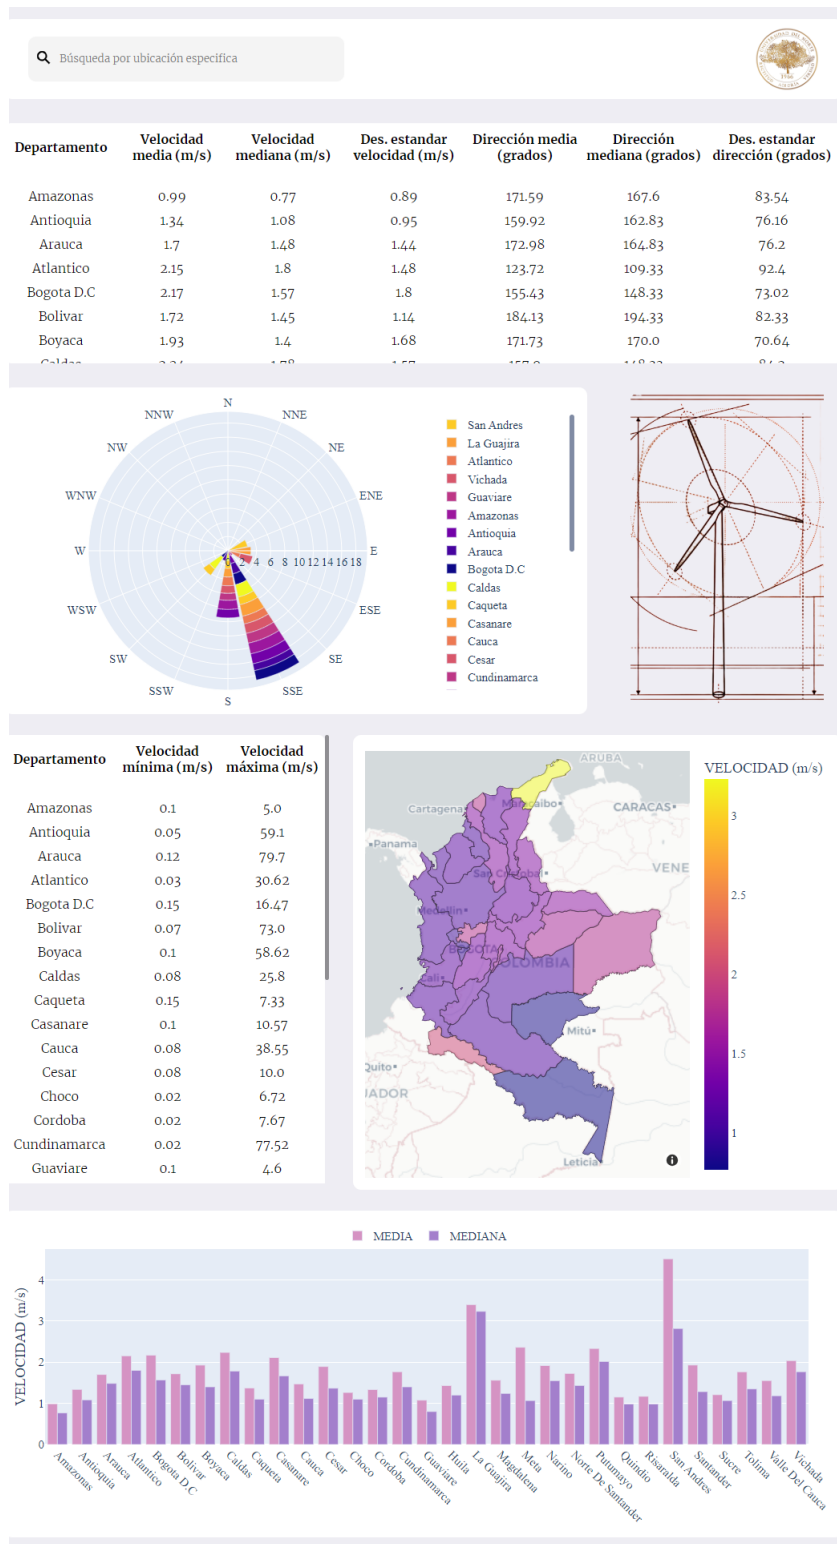 Búsqueda por ubicación especifica
Departamento Velocidad media (m/s) Velocidad mediana (m/s) Des. estandar velocidad (m/s) Dirección media (grados) Dirección mediana (grados) Des. estandar dirección (grados)
Amazonas 0.99 0.77 0.89 171.59 167.6 83.54
Antioquia 1.34 1.08 0.95 159.92 162.83 76.16
Arauca 1.7 1.48 1.44 172.98 164.83 76.2
Atlantico 2.15 1.8 1.48 123.72 109.33 92.4
Bogota D.C 2.17 1.57 1.8 155.43 148.33 73.02
Bolivar 1.72 1.45 1.14 184.13 194.33 82.33
Boyaca 1.93 1.4 1.68 171.73 170.0 70.64
Caldas
N
NNE
NE
ENE
E
ESE
SE
SSE
S
SSW
SW
WSW
W
WNW
NW
NNW
0 2 4 6 8 10 12 14 16 18
San Andres
La Guajira
Atlantico
Vichada
Guaviare
Amazonas
Antioquia
Arauca
Bogota D.C
Caldas
Caqueta
Casanare
Cauca
Cesar
Cundinamarca
Departamento Velocidad mínima (m/s) Velocidad máxima (m/s)
Amazonas 0.1 5.0
Antioquia 0.05 59.1
Arauca 0.12 79.7
Atlantico 0.03 30.62
Bogota D.C 0.15 16.47
Bolivar 0.07 73.0
Boyaca 0.1 58.62
Caldas 0.08 25.8
Caqueta 0.15 7.33
Casanare 0.1 10.57
Cauca 0.08 38.55
Cesar 0.08 10.0
Choco 0.02 6.72
Cordoba 0.02 7.67
Cundinamarca 0.02 77.52
Guaviare 0.1 4.6
ARUBA
Cartagena
Maracaibo
CARACAS
Panama
VENE
San Cristobal
Medellin
BOGOTA
COLOMBIA
Cali
Mitú
Quito
JADOR
Leticia
VELOCIDAD (m/s)
3
2.5
2
1.5
1
MEDIA
MEDIANA
VELOCIDAD (m/s)
4
3
2
1
0
Amazonas
Antioquia
Arauca
Atlantico
Bogota D.C
Bolivar
Boyaca
Caldas
Caqueta
Casanare
Cauca
Cesar
Choco
Cordoba
Cundinamarca
Guaviare
Huila
La Guajira
Magdalena
Meta
Narino
Norte De Santander
Putumayo
Quindio
Risaralda
San Andres
Santander
Sucre
Tolima
Valle Del Cauca
Vichada